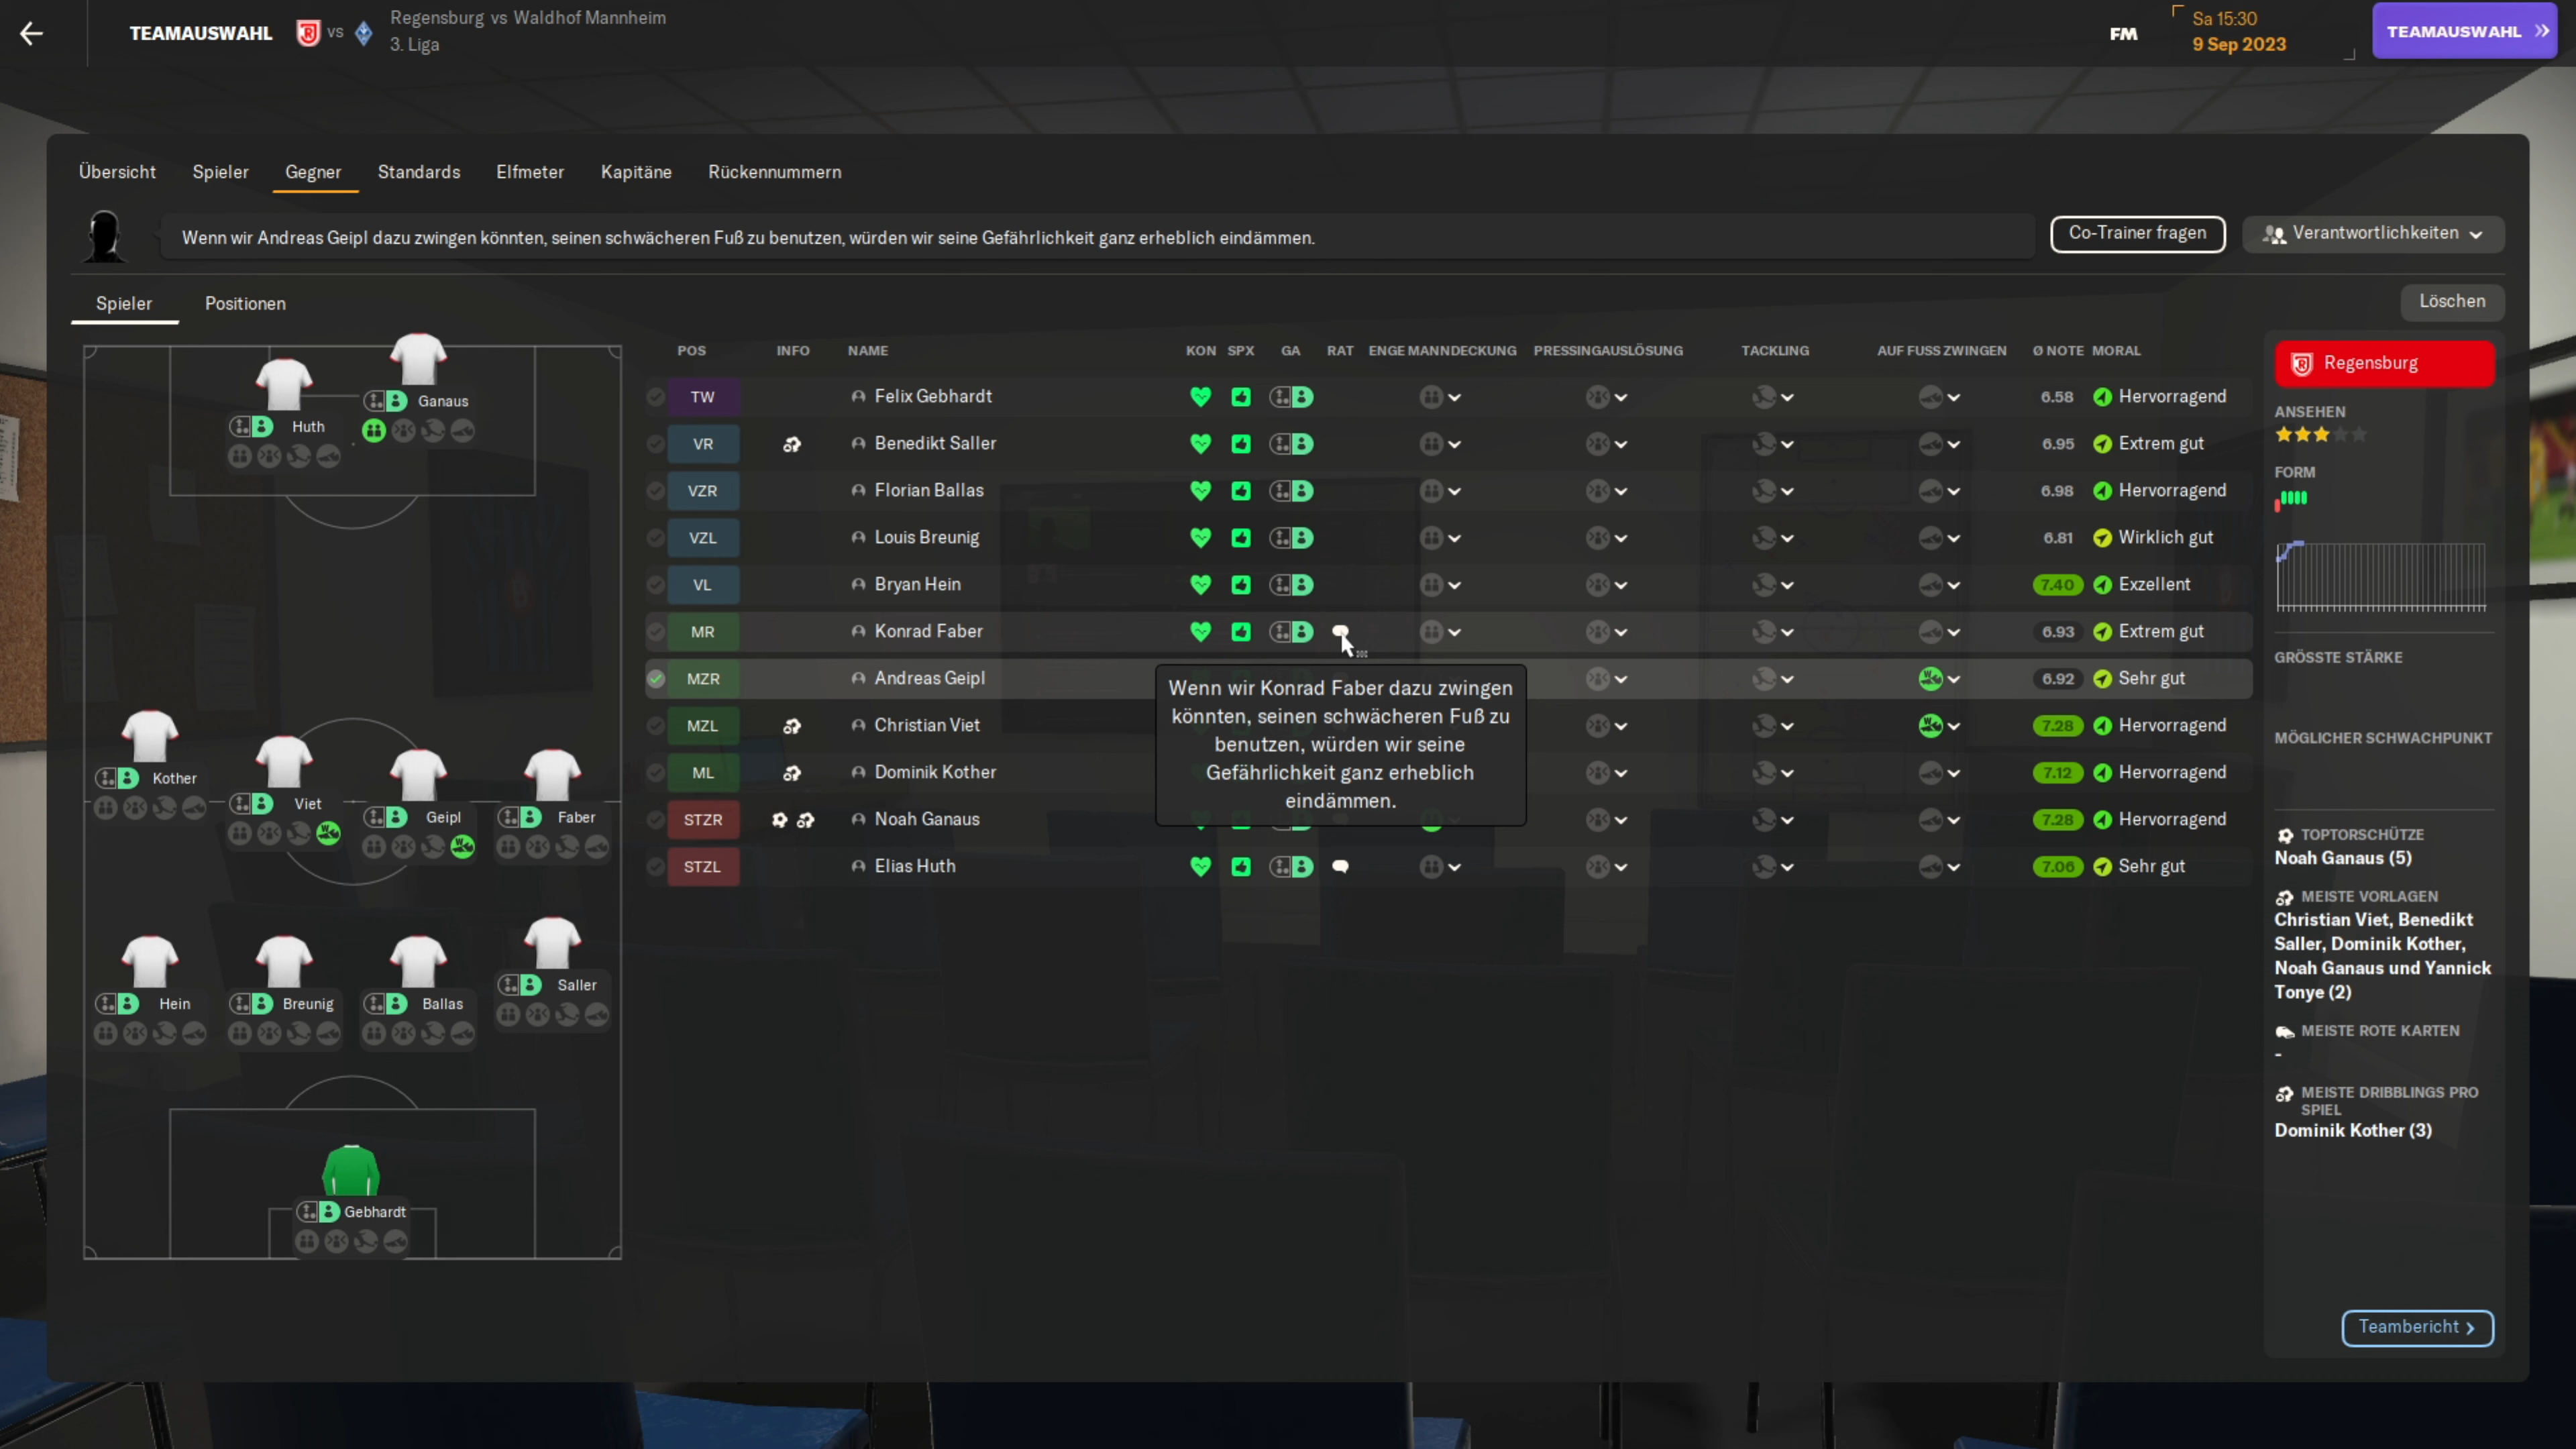 TEAMAUSWAHL
vs
Regensburg vs Waldhof Mannheim
3. Liga
FM
Sa 15:30
9 Sep 2023
TEAMAUSWAHL
Übersicht Spieler Gegner Standards Elfmeter Kapitäne Rückennummern
Wenn wir Andreas Geipl dazu zwingen könnten, seinen schwächeren Fuß zu benutzen, würden wir seine Gefährlichkeit ganz erheblich eindämmen.
Co-Trainer fragen
Verantwortlichkeiten
Spieler Positionen
Löschen
Ganaus
Huth
Kother
Viet
Geipl
Faber
Hein
Breunig
Ballas
Saller
Gebhardt
POS INFO NAME KON SPX GA RAT ENGE MANNDECKUNG PRESSINGAUSLÖSUNG TACKLING AUF FUSS ZWINGEN Ø NOTE MORAL
TW Felix Gebhardt 6.58 Hervorragend
VR Benedikt Saller 6.95 Extrem gut
VZR Florian Ballas 6.98 Hervorragend
VZL Louis Breunig 6.81 Wirklich gut
VL Bryan Hein 7.40 Exzellent
MR Konrad Faber 6.93 Extrem gut
MZR Andreas Geipl 6.92 Sehr gut
MZL Christian Viet 7.28 Hervorragend
ML Dominik Kother 7.12 Hervorragend
STZR Noah Ganaus 7.28 Hervorragend
STZL Elias Huth 7.06 Sehr gut
Wenn wir Konrad Faber dazu zwingen
könnten, seinen schwächeren Fuß zu
benutzen, würden wir seine
Gefährlichkeit ganz erheblich
eindämmen.
Regensburg
ANSEHEN
FORM
GRÖSSTE STÄRKE
MÖGLICHER SCHWACHPUNKT
TOPTORSCHÜTZE
Noah Ganaus (5)
MEISTE VORLAGEN
Christian Viet, Benedikt
Saller, Dominik Kother,
Noah Ganaus und Yannick
Tonye (2)
MEISTE ROTE KARTEN
-
MEISTE DRIBBLINGS PRO
SPIEL
Dominik Kother (3)
Teambericht